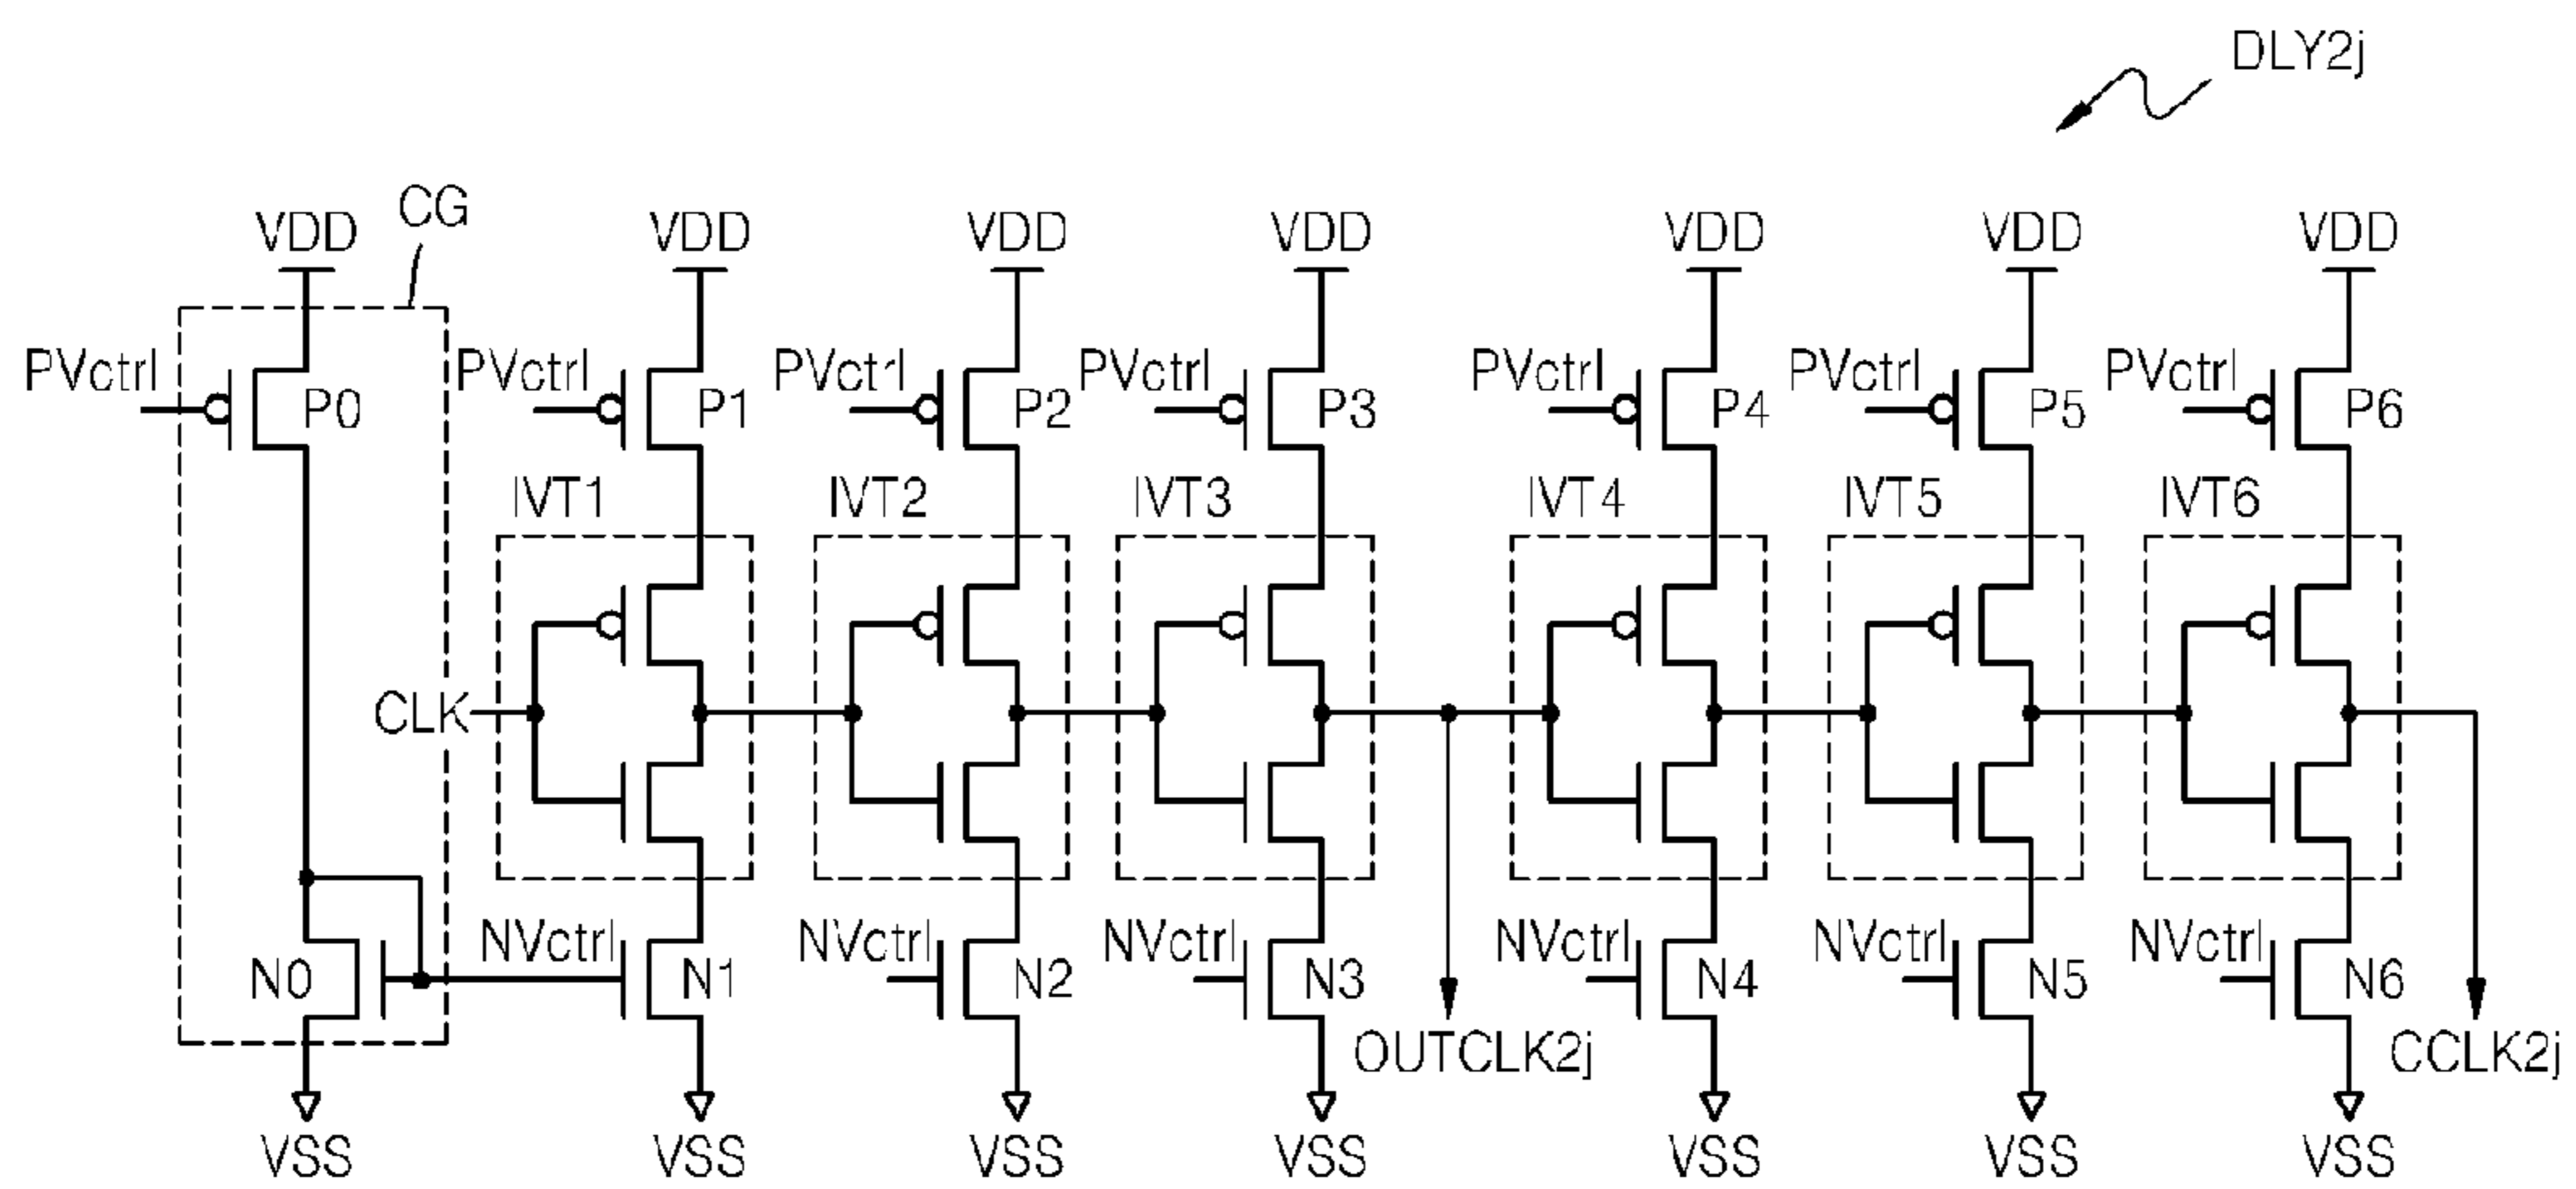 DLY2j
CG
VDD VDD VDD VDD VDD VDD VDD
PVctrl PVctrl PVctrl PVctrl PVctrl PVctrl PVctrl
P0 P1 P2 P3 P4 P5 P6
IVT1 IVT2 IVT3 IVT4 IVT5 IVT6
CLK
NVctrl NVctrl NVctrl NVctrl NVctrl NVctrl
N0 N1 N2 N3 N4 N5 N6
OUTCLK2j CCLK2j
VSS VSS VSS VSS VSS VSS VSS